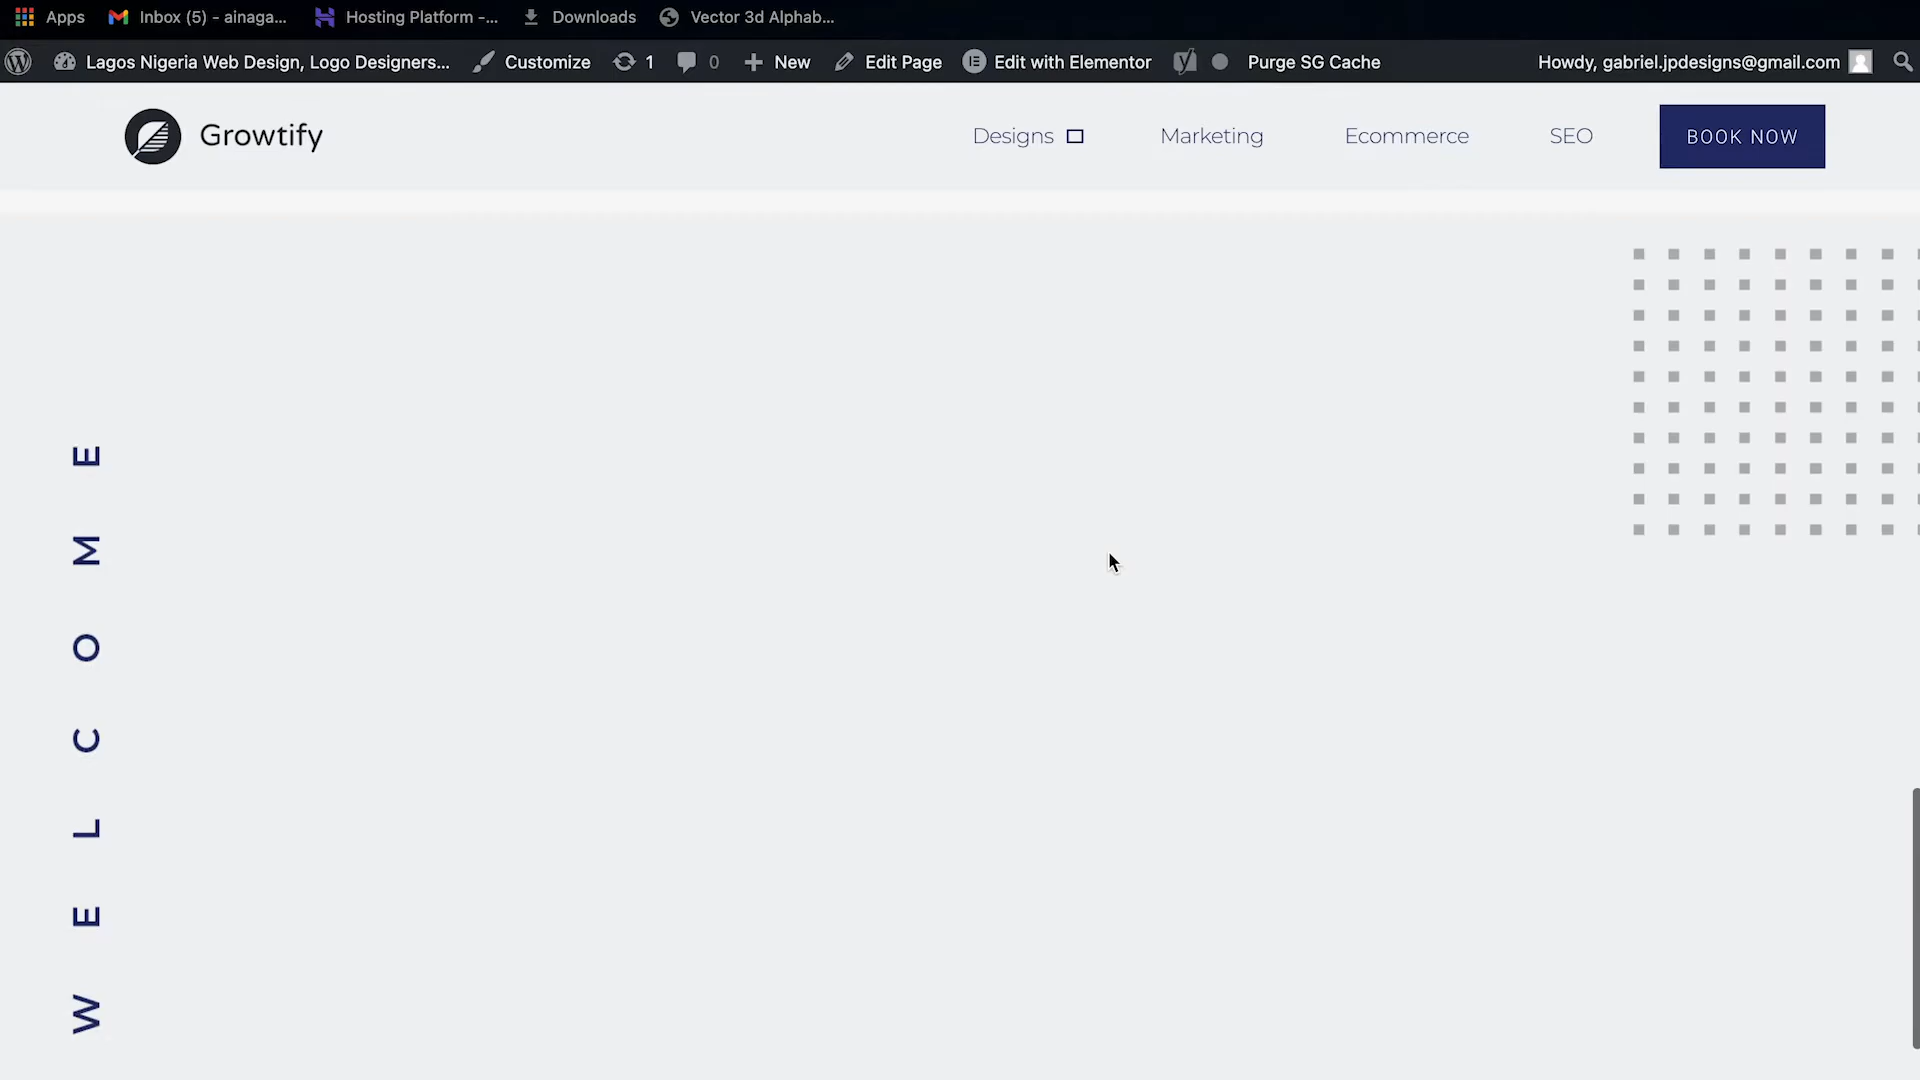 Apps Inbox (5) - ainaga... Hosting Platform -... Downloads Vector 3d Alphab...
Lagos Nigeria Web Design, Logo Designers... Customize 1 0 New Edit Page Edit with Elementor Purge SG Cache Howdy, gabriel.jpdesigns@gmail.com
Growtify Designs Marketing Ecommerce SEO BOOK NOW
WELCOME